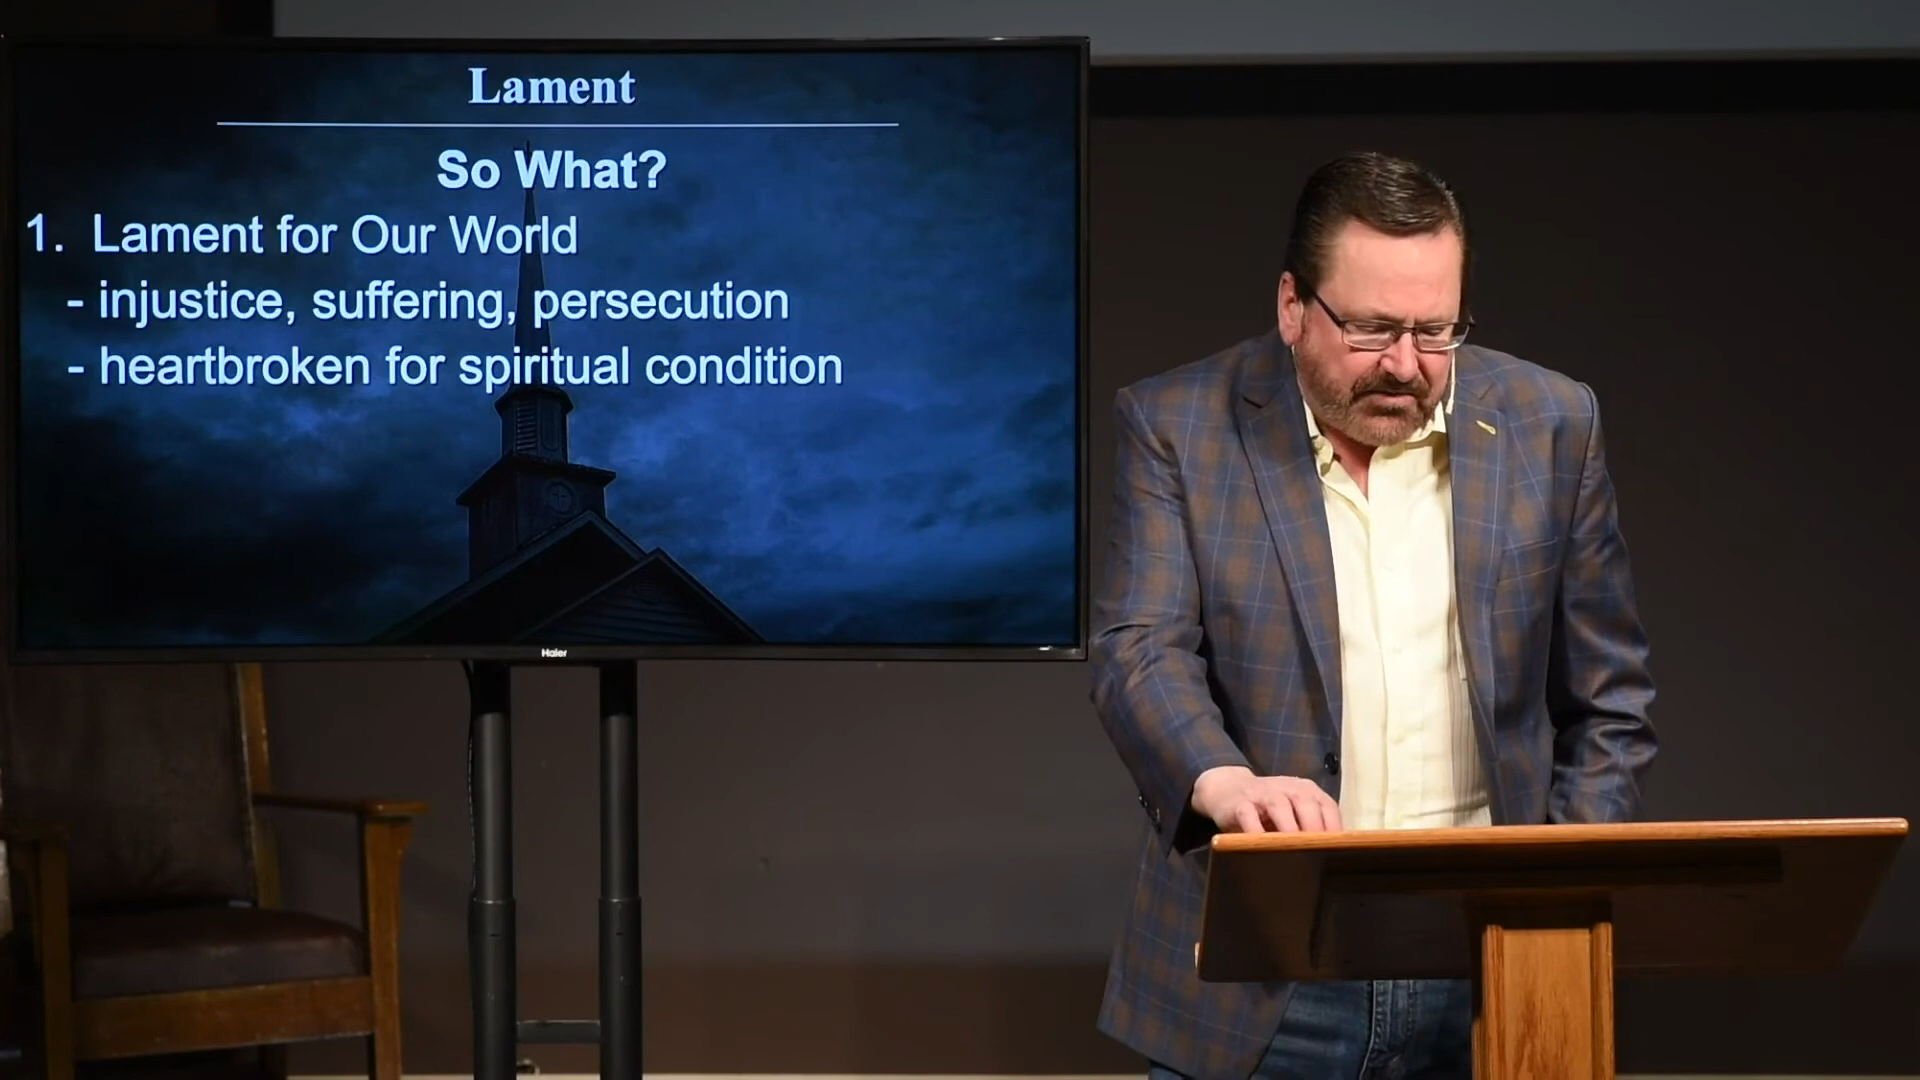 Lament
So What?
1. Lament for Our World
- injustice, suffering, persecution
- heartbroken for spiritual condition
Haier